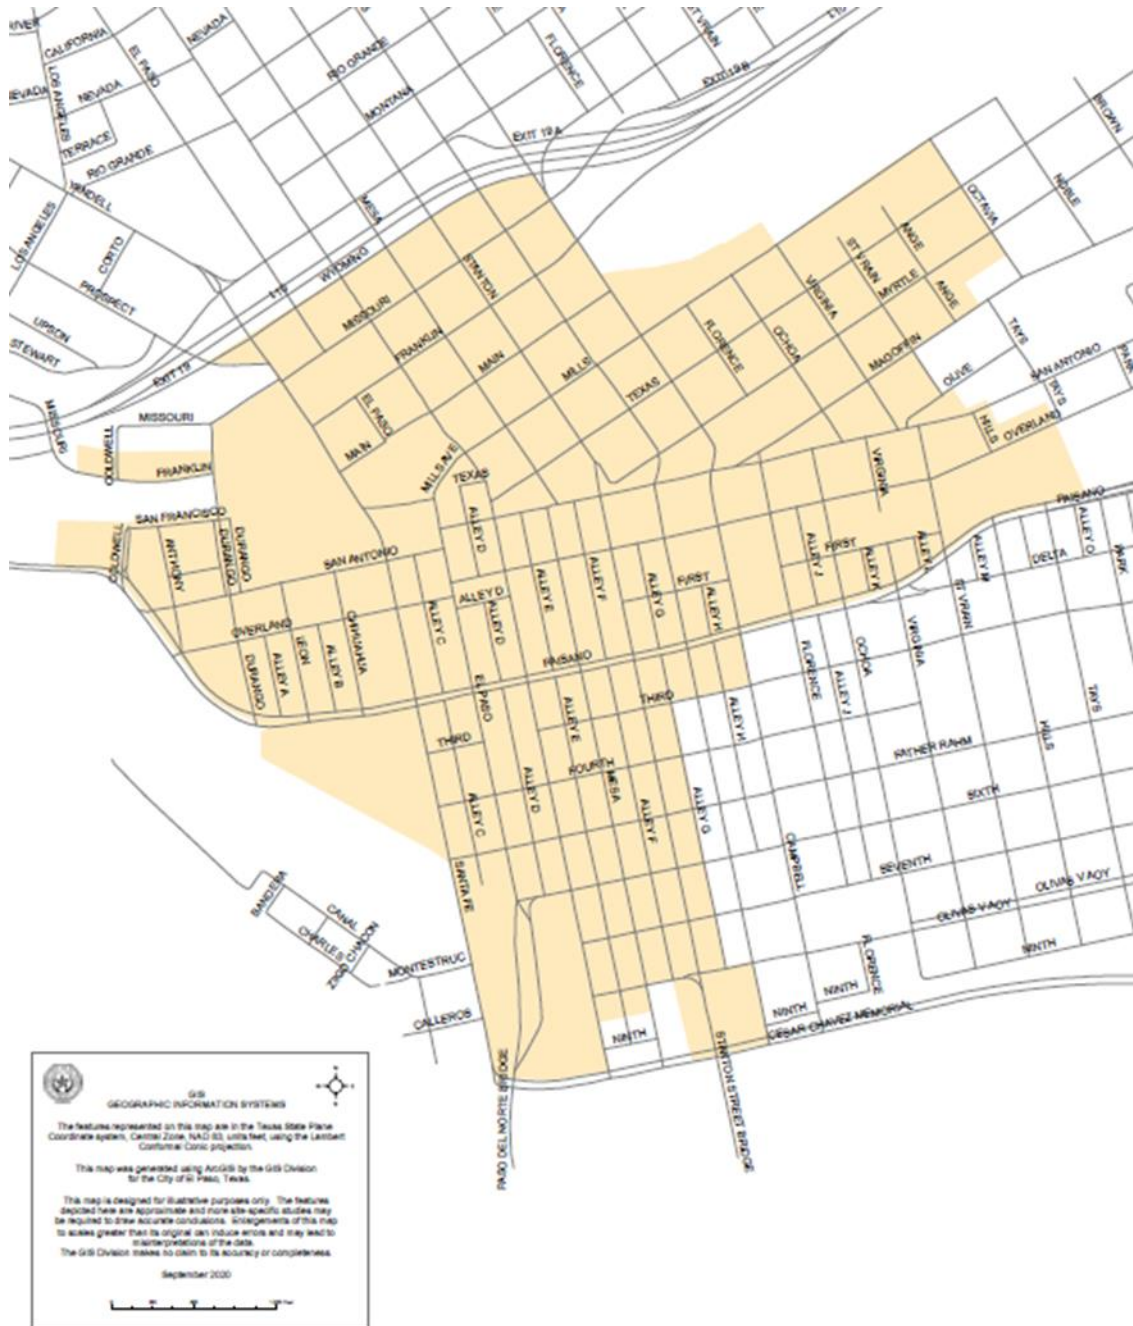 RIVER
CALIFORNIA
LOS ANGELES
NEVADA
NEVADA
TERRACE
RIO GRANDE
EL PASO
NEVADA
RIO GRANDE
MONTANA
FLORENCE
ST VRAIN
I 10
EXIT 19B
EXIT 19A
BROWN
NOBLE
OCTAVIA
YANDELL
LOS ANGELES
CORTO
PROSPECT
UPSON
STEWART
MESA
I 10
WYOMING
EXIT 19
MISSOURI
STANTON
FRANKLIN
MAIN
MILLS
TEXAS
FLORENCE
OCHOA
VIRGINIA
ST VRAIN
ANGE
MYRTLE
ANGE
MAGOFFIN
OLIVE
TAYS
SAN ANTONIO
PARK
TAYS
HILLS
OVERLAND
MISSOURI
MISSOURI
COLDWELL
FRANKLIN
EL PASO
MAIN
MILLS AVE
TEXAS
VIRGINIA
PAISANO
SAN FRANCISCO
COLDWELL
ANTHONY
DURANGO
DURANGO
SAN ANTONIO
ALLEY D
ALLEY D
ALLEY E
ALLEY F
ALLEY G
FIRST
ALLEY H
ALLEY J
FIRST
ALLEY K
ALLEY L
ALLEY M
DELTA
ALLEY O
PARK
OVERLAND
DURANGO
ALLEY A
LEON
ALLEY B
CHIHUAHUA
ALLEY C
ALLEY D
PAISANO
EL PASO
FLORENCE
ALLEY J
OCHOA
VIRGINIA
ST VRAIN
THIRD
ALLEY E
THIRD
ALLEY H
TAYS
HILLS
FATHER RAHM
FOURTH
MESA
ALLEY C
ALLEY D
ALLEY F
ALLEY G
SIXTH
CAMPBELL
SEVENTH
SANTA FE
OLIVAS V AOY
OLIVAS V AOY
NINTH
BANDERA
CANAL
CHARLES
CHACON
MONTESTRUC
CALLEROS
FLORENCE
NINTH
NINTH
NINTH
CESAR CHAVEZ MEMORIAL
PASO DEL NORTE BRIDGE
STANTON STREET BRIDGE
GIS
GEOGRAPHIC INFORMATION SYSTEMS
The features represented on this map are in the Texas State Plane
Coordinate system, Central Zone, NAD 83, units feet, using the Lambert
Conformal Conic projection.
This map was generated using ArcGIS by the GIS Division
for the City of El Paso, Texas.
This map is designed for illustrative purposes only. The features
depicted here are approximate and more site-specific studies may
be required to draw accurate conclusions. Enlargements of this map
to scales greater than its original can induce errors and may lead to
misinterpretations of the data.
The GIS Division makes no claim to its accuracy or completeness.
September 2020